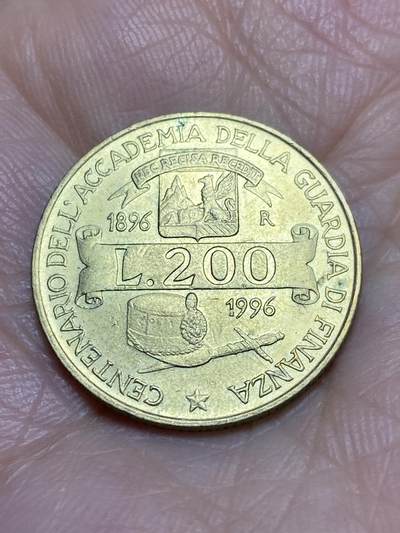 CENTENARIO DELL'ACCADEMIA DELLA GUARDIA DI FINANZA
NEC RECISA RECEDIT
1896 R
L.200
1996